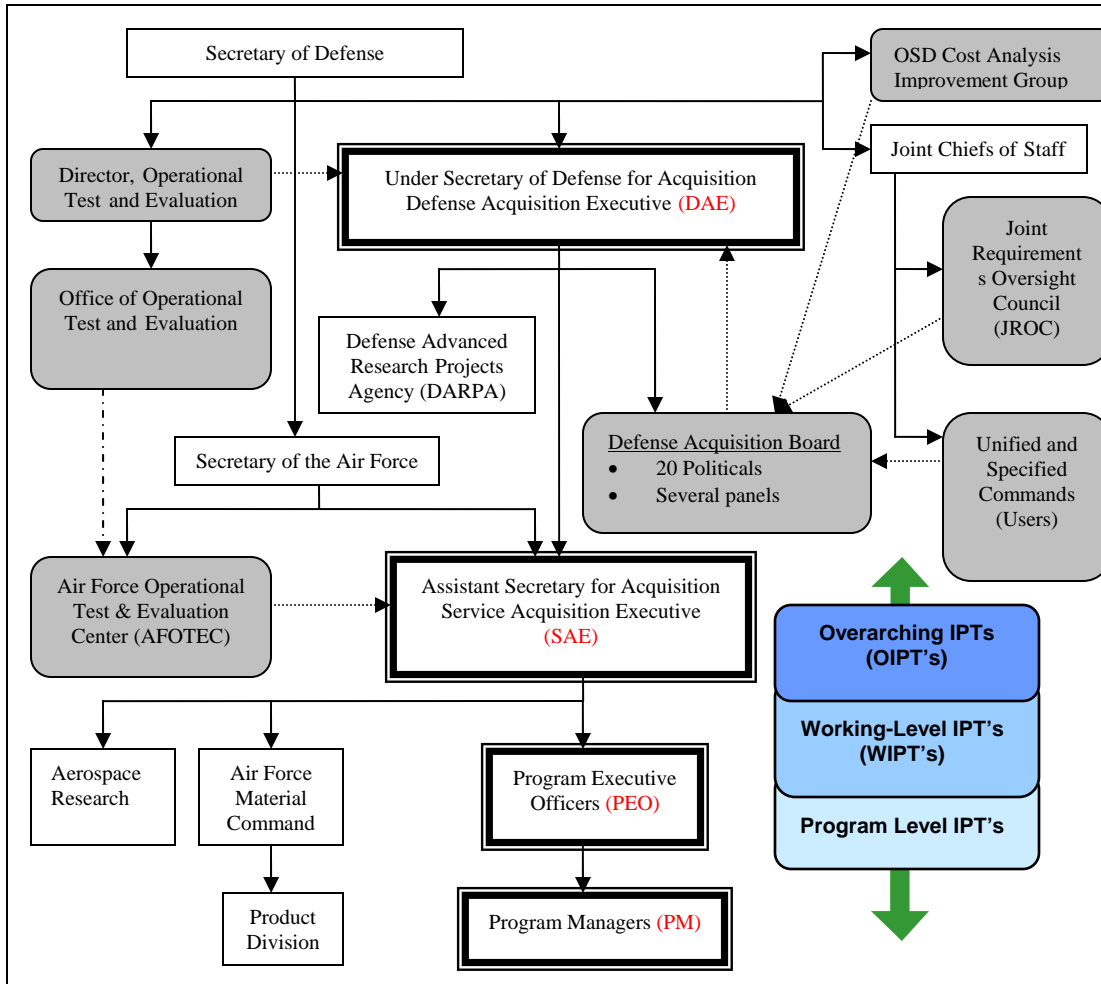 Secretary of Defense
OSD Cost Analysis
Improvement Group
Joint Chiefs of Staff
Director, Operational
Test and Evaluation
Under Secretary of Defense for Acquisition
Defense Acquisition Executive (DAE)
Joint
Requirement
s Oversight
Council
(JROC)
Office of Operational
Test and Evaluation
Defense Advanced
Research Projects
Agency (DARPA)
Defense Acquisition Board
• 20 Politicals
• Several panels
Unified and
Specified
Commands
(Users)
Secretary of the Air Force
Air Force Operational
Test & Evaluation
Center (AFOTEC)
Assistant Secretary for Acquisition
Service Acquisition Executive
(SAE)
Overarching IPTs
(OIPT's)
Working-Level IPT's
(WIPT's)
Program Level IPT's
Aerospace
Research
Air Force
Material
Command
Program Executive
Officers (PEO)
Product
Division
Program Managers (PM)